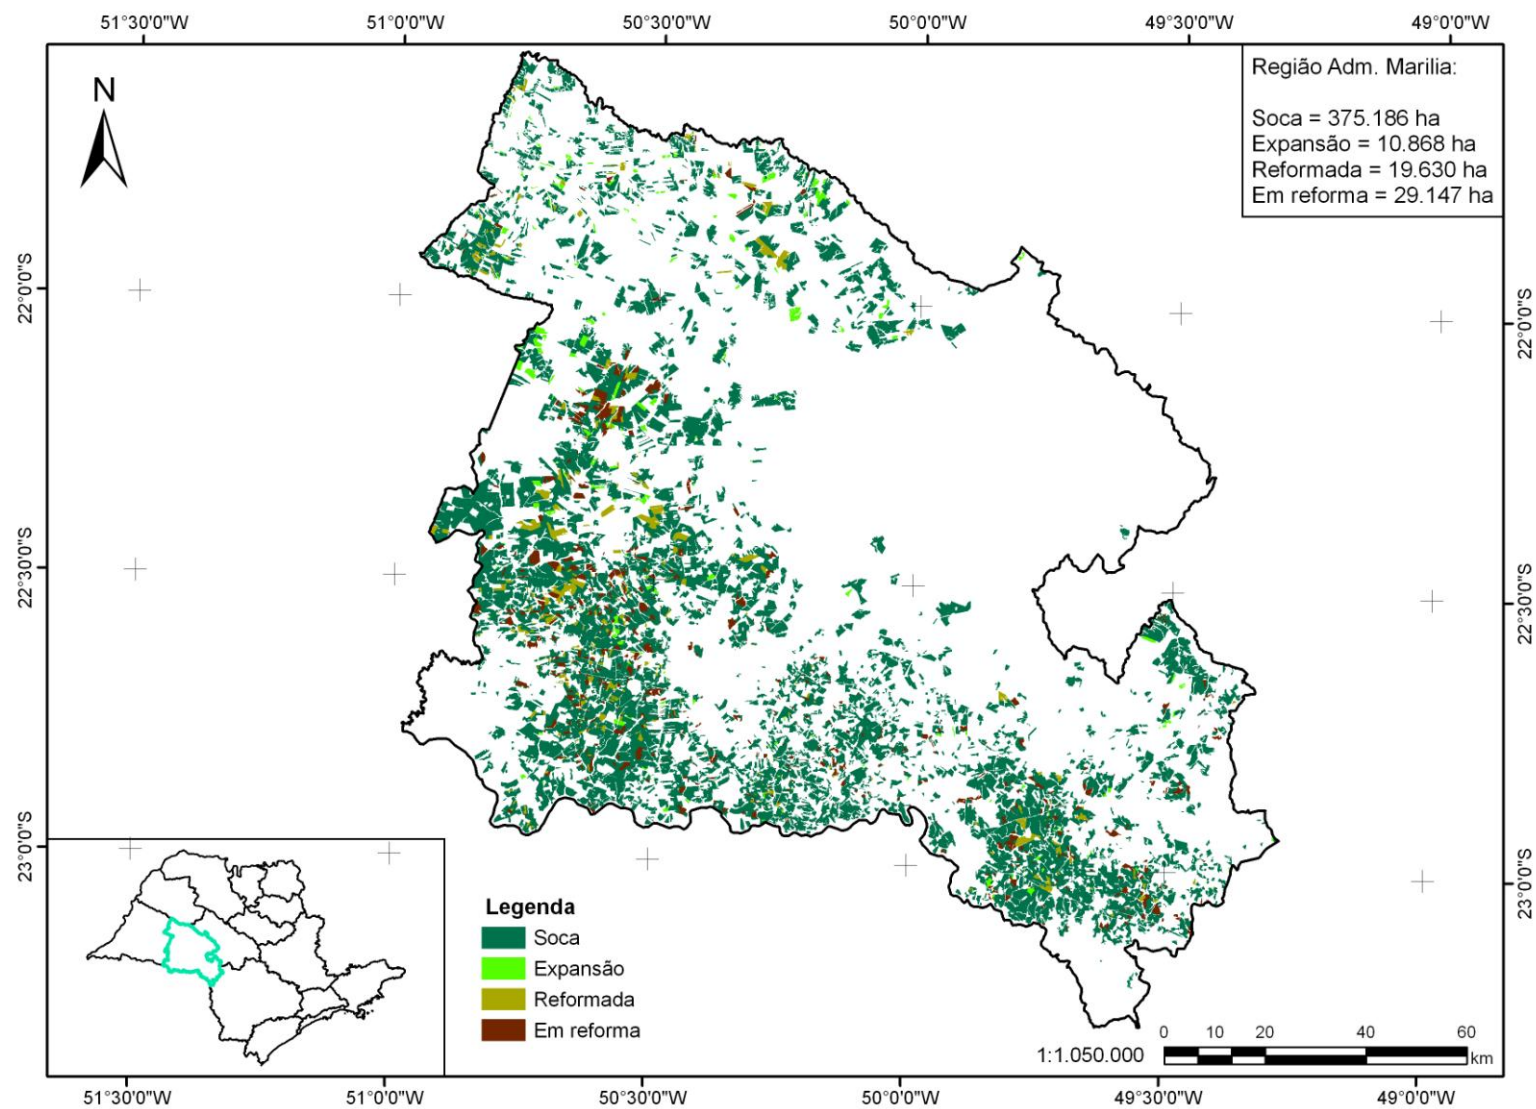 51°30'0"W 51°0'0"W 50°30'0"W 50°0'0"W 49°30'0"W 49°0'0"W
N
Região Adm. Marilia:
Soca = 375.186 ha
Expansão = 10.868 ha
Reformada = 19.630 ha
Em reforma = 29.147 ha
22°0'0"S
22°0'0"S
22°30'0"S
22°30'0"S
23°0'0"S
23°0'0"S
Legenda
Soca
Expansão
Reformada
Em reforma
0 10 20 40 60
1:1.050.000 km
51°30'0"W 51°0'0"W 50°30'0"W 50°0'0"W 49°30'0"W 49°0'0"W